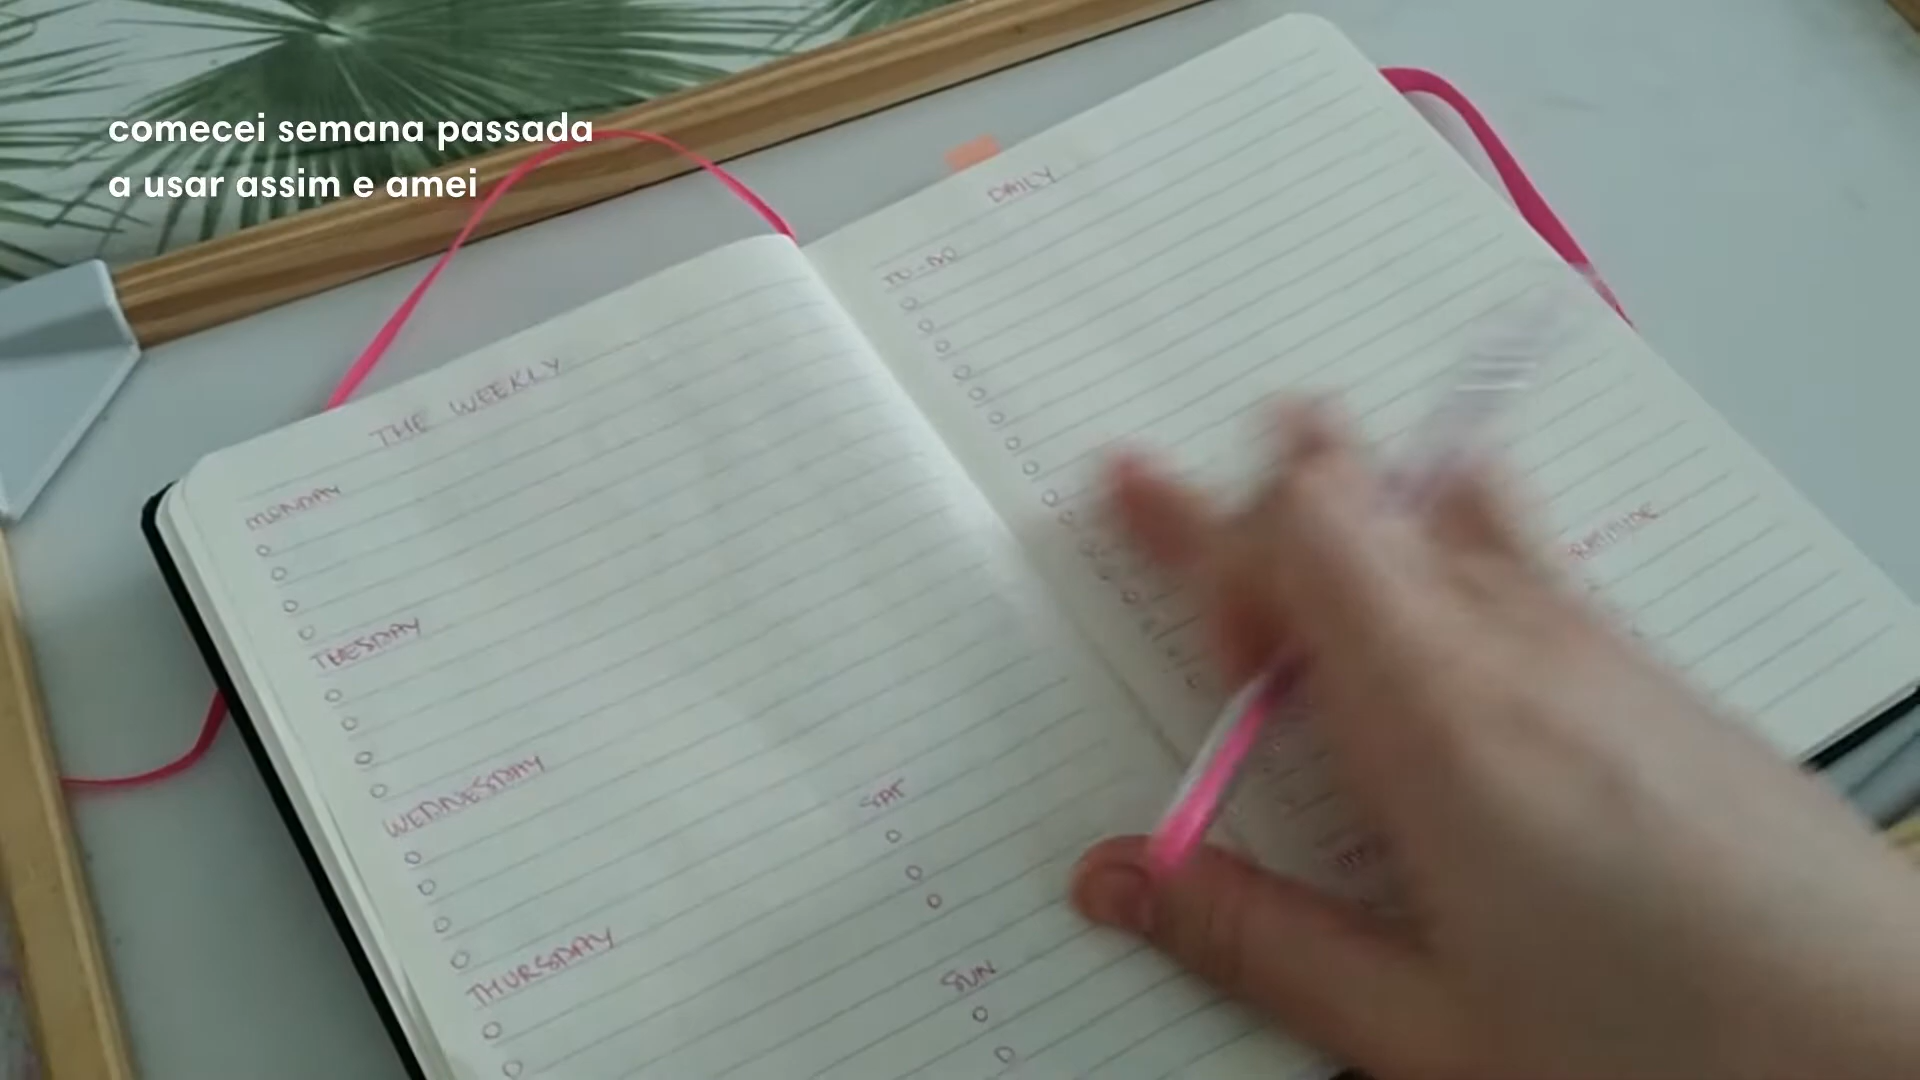 comecei semana passada
a usar assim e amei
THE WEEKLY
MONDAY
TUESDAY
WEDNESDAY
THURSDAY
SAT
SUN
DAILY
TO-DO